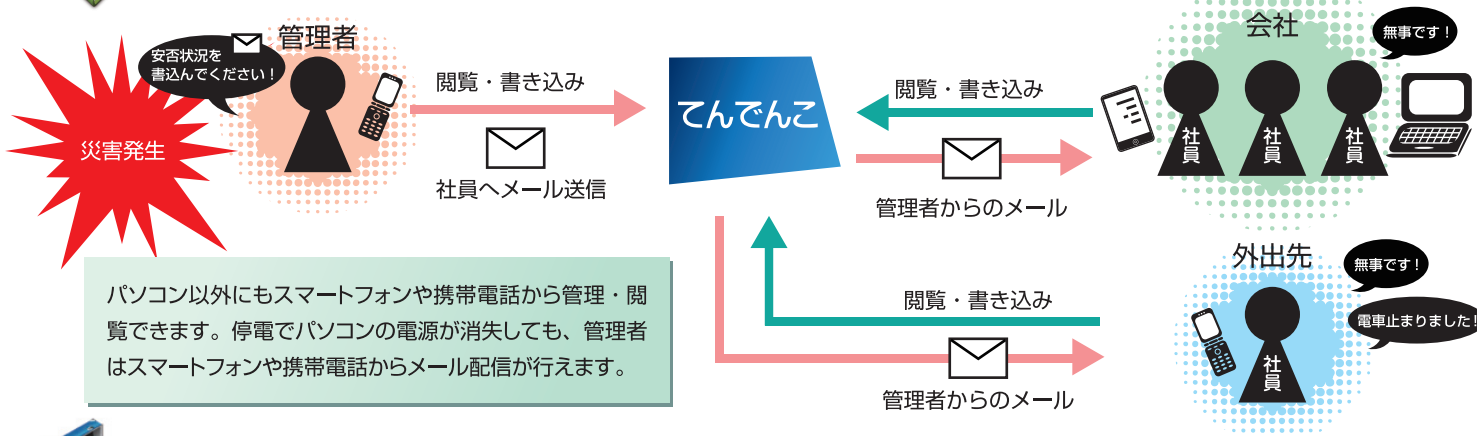 災害発生
安否状況を
書込んでください！
管理者
閲覧・書き込み
社員へメール送信
てんでんこ
閲覧・書き込み
管理者からのメール
会社
無事です！
社員
社員
社員
パソコン以外にもスマートフォンや携帯電話から管理・閲
覧できます。停電でパソコンの電源が消失しても、管理者
はスマートフォンや携帯電話からメール配信が行えます。
閲覧・書き込み
管理者からのメール
外出先
無事です！
電車止まりました！
社員